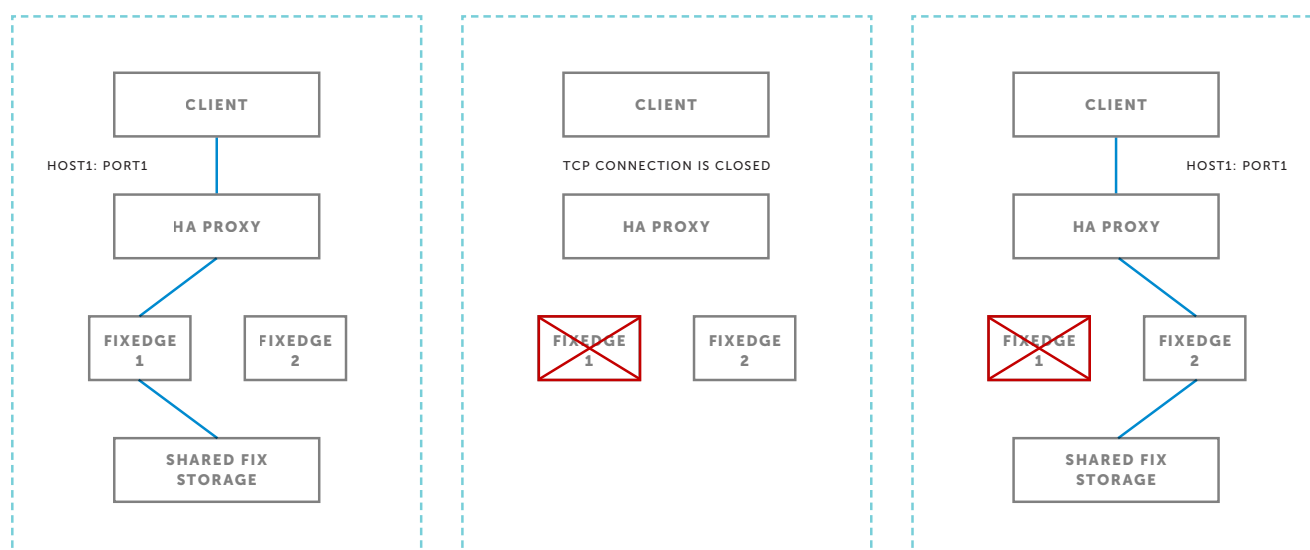 CLIENT
HOST1: PORT1
HA PROXY
FIXEDGE
1
FIXEDGE
2
SHARED FIX
STORAGE
CLIENT
TCP CONNECTION IS CLOSED
HA PROXY
FIXEDGE
1
FIXEDGE
2
CLIENT
HOST1: PORT1
HA PROXY
FIXEDGE
1
FIXEDGE
2
SHARED FIX
STORAGE